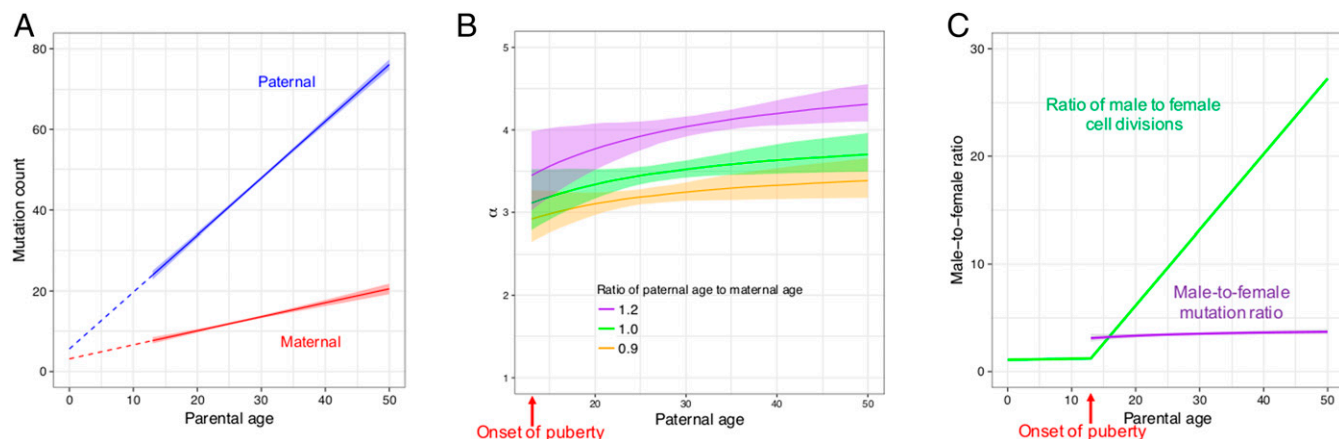 A
80
60
40
20
0
Mutation count
Paternal
Maternal
0 10 20 30 40 50
Parental age
B
5
4
3
2
1
α
Ratio of paternal age to maternal age
1.2
1.0
0.9
20 30 40 50
Paternal age
Onset of puberty
C
30
20
10
0
Male-to-female ratio
Ratio of male to female
cell divisions
Male-to-female
mutation ratio
0 10 20 30 40 50
Parental age
Onset of puberty